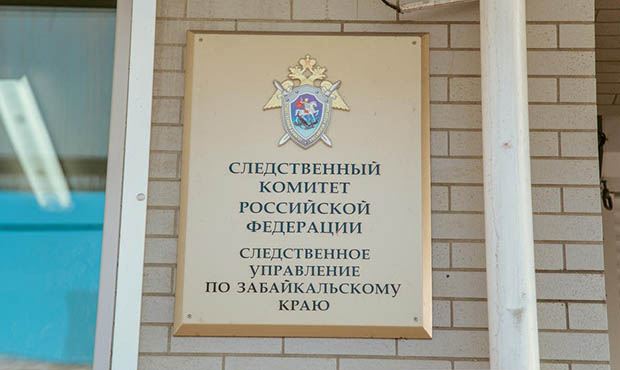 СЛЕДСТВЕННЫЙ
КОМИТЕТ
РОССИЙСКОЙ
ФЕДЕРАЦИИ
СЛЕДСТВЕННОЕ
УПРАВЛЕНИЕ
ПО ЗАБАЙКАЛЬСКОМУ
КРАЮ